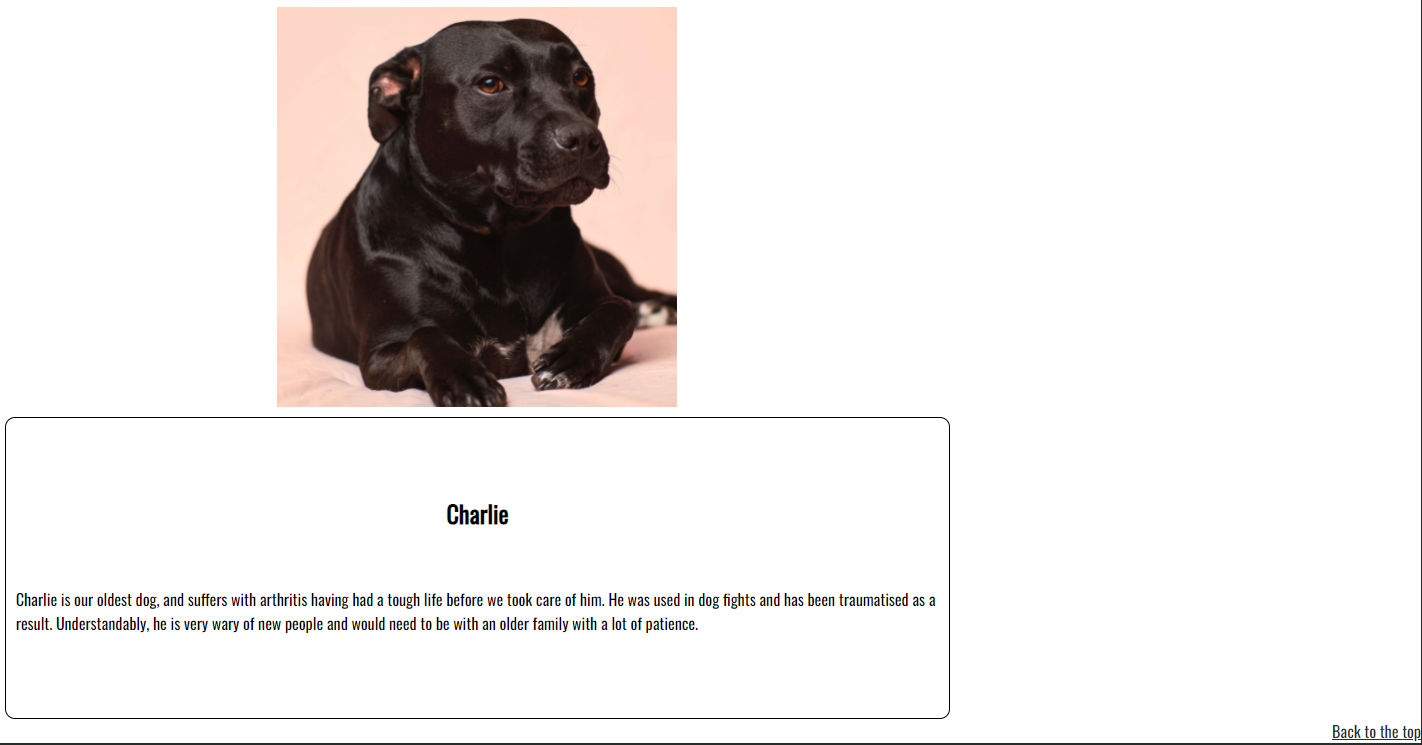 Charlie
Charlie is our oldest dog, and suffers with arthritis having had a tough life before we took care of him. He was used in dog fights and has been traumatised as a
result. Understandably, he is very wary of new people and would need to be with an older family with a lot of patience.
Back to the top